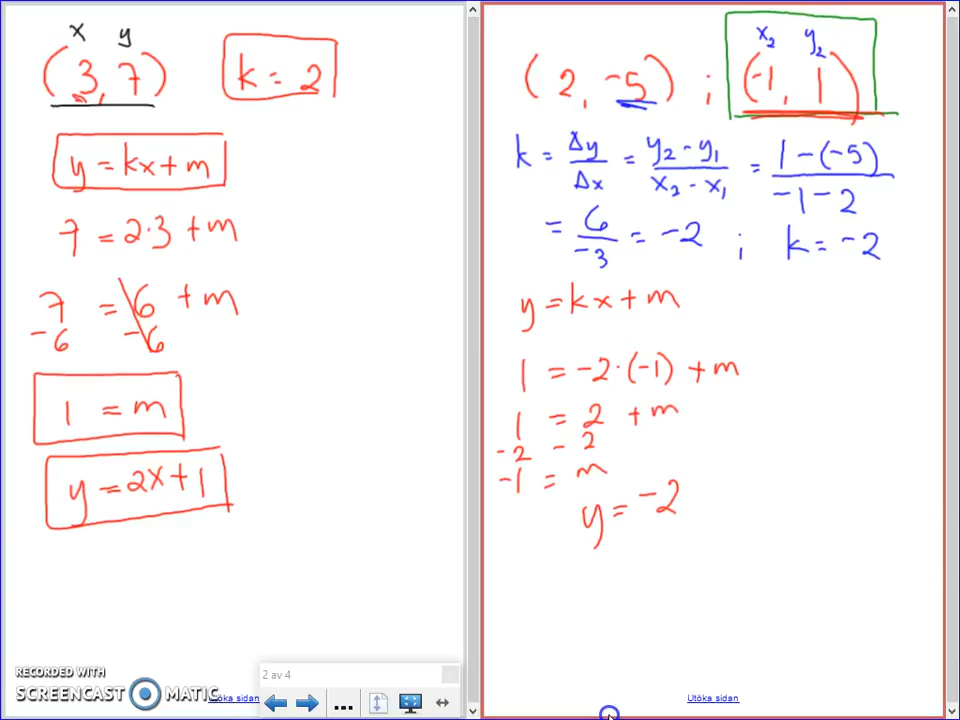 x y
(3, 7)
k = 2
y = kx + m
7 = 2·3 + m
7 = 6 + m
-6 -6
1 = m
y = 2x + 1
RECORDED WITH
SCREENCAST MATIC
Utöka sidan
2 av 4
x₂ y₂
(2, -5) ; (-1, 1)
k = Δy/Δx = (y₂ - y₁)/(x₂ - x₁) = (1 - (-5))/(-1 - 2)
= 6/-3 = -2 ; k = -2
y = kx + m
1 = -2·(-1) + m
1 = 2 + m
-2 -2
-1 = m
y = -2
Utöka sidan